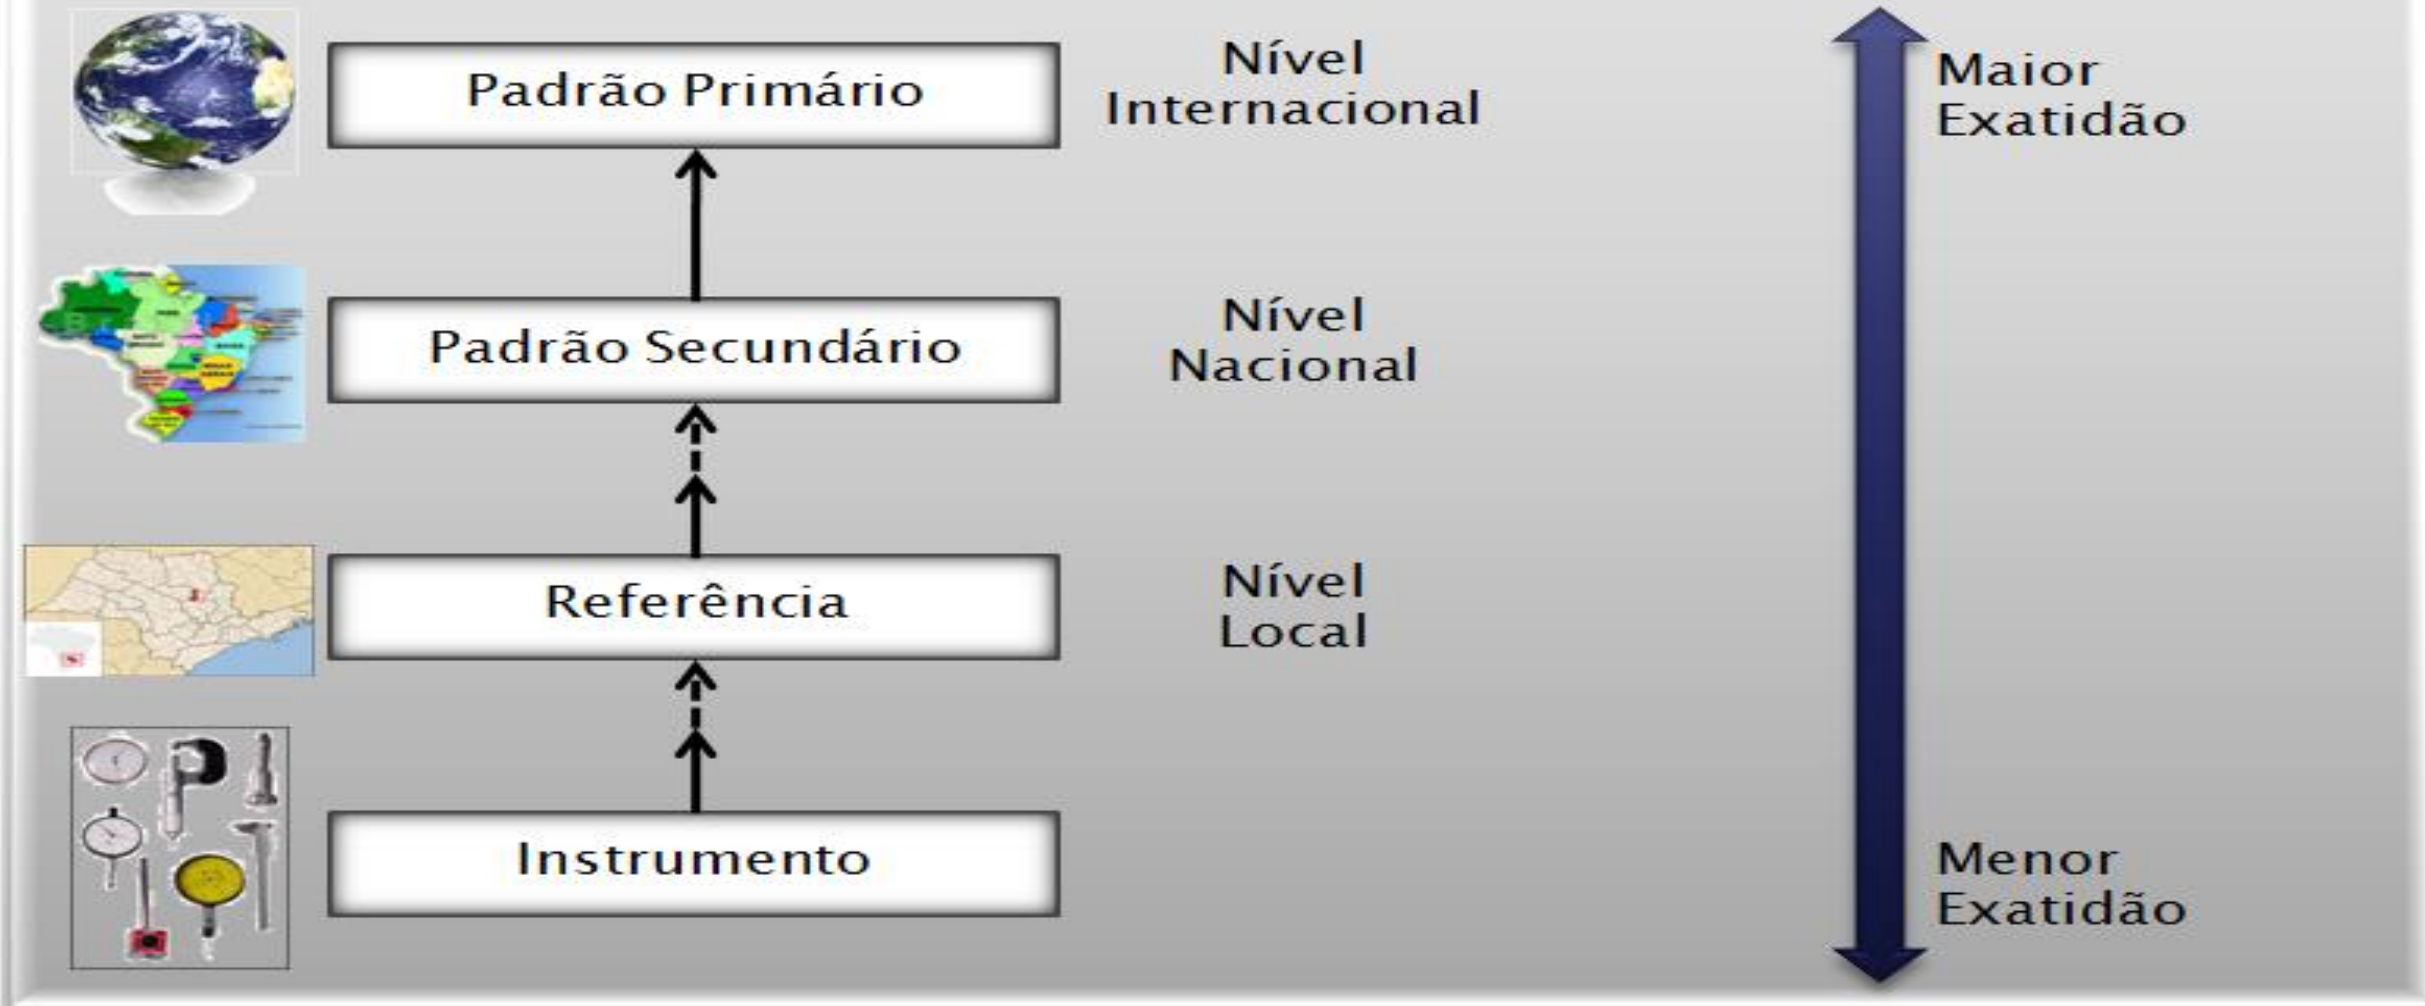 Padrão Primário
Nível
Internacional
Maior
Exatidão
Padrão Secundário
Nível
Nacional
Referência
Nível
Local
Instrumento
Menor
Exatidão